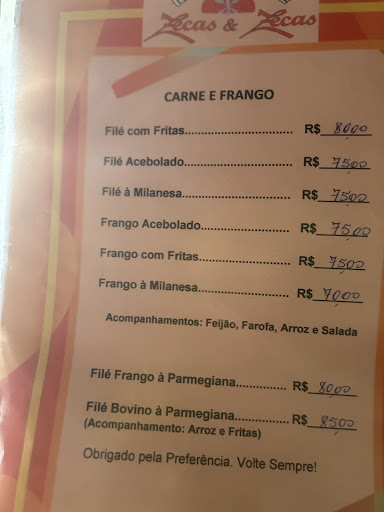 Zecas & Zecas
CARNE E FRANGO
Filé com Fritas............................... R$ 80,00
Filé Acebolado............................... R$ 75,00
Filé à Milanesa............................... R$ 75,00
Frango Acebolado......................... R$ 75,00
Frango com Fritas.......................... R$ 75,00
Frango à Milanesa.......................... R$ 70,00
Acompanhamentos: Feijão, Farofa, Arroz e Salada
Filé Frango à Parmegiana............... R$ 80,00
Filé Bovino à Parmegiana................ R$ 85,00
(Acompanhamento: Arroz e Fritas)
Obrigado pela Preferência. Volte Sempre!